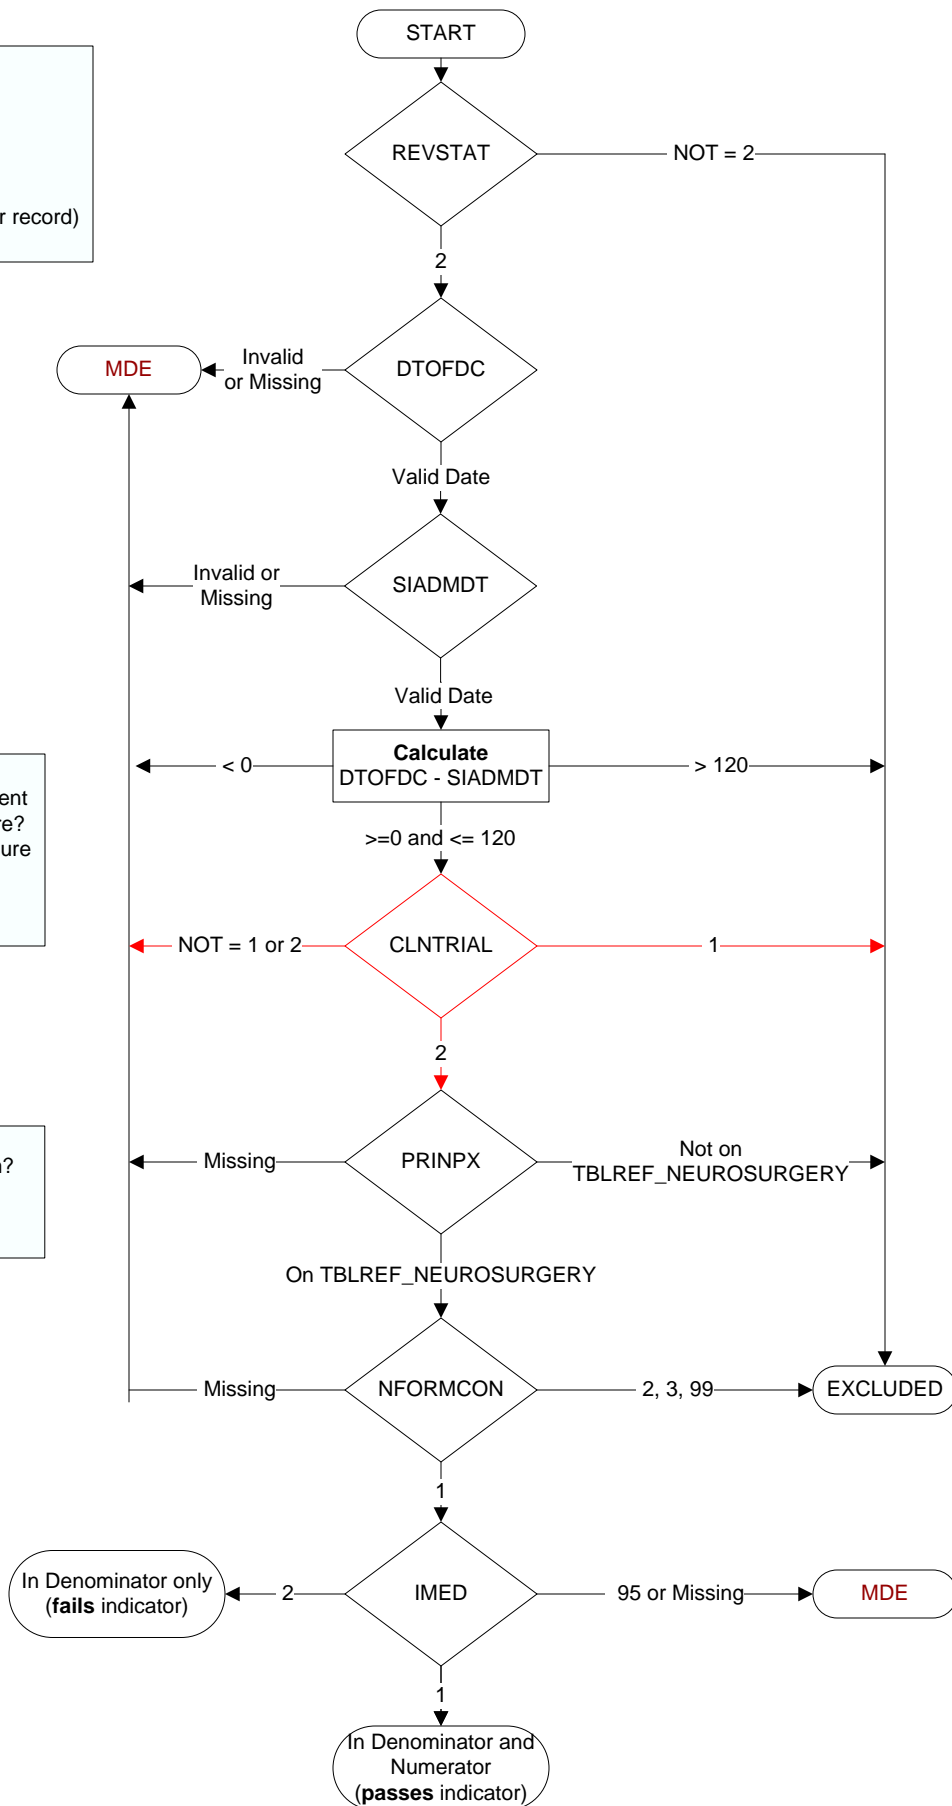 START
REVSTAT
NOT = 2
r record)
2
MDE
Invalid
or Missing
DTOFDC
Valid Date
Invalid or
Missing
SIADMDT
Valid Date
< 0
Calculate
DTOFDC - SIADMDT
> 120
ent
re?
ure
>=0 and <= 120
NOT = 1 or 2
CLNTRIAL
1
2
?
Missing
PRINPX
Not on
TBLREF_NEUROSURGERY
On TBLREF_NEUROSURGERY
Missing
NFORMCON
2, 3, 99
EXCLUDED
1
In Denominator only
(fails indicator)
2
IMED
95 or Missing
MDE
1
In Denominator and
Numerator
(passes indicator)